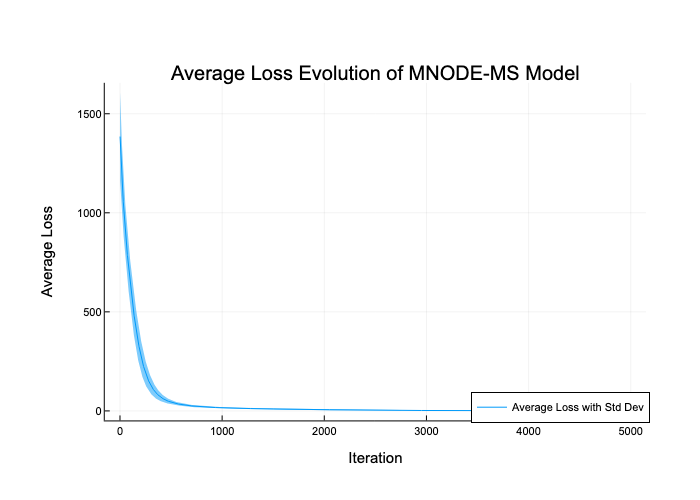 Average Loss Evolution of MNODE-MS Model
1500
1000
500
0
Average Loss
0 1000 2000 3000 4000 5000
Iteration
Average Loss with Std Dev